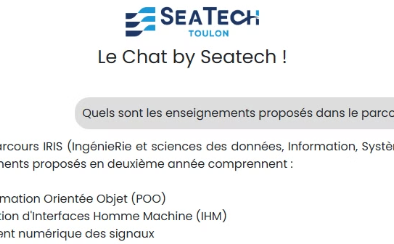 SEATECH
TOULON
Le Chat by Seatech !
Quels sont les enseignements proposés dans le parco
arcours IRIS (IngénieRie et sciences des données, Information, Systè
ments proposés en deuxième année comprennent :
mation Orientée Objet (POO)
tion d'Interfaces Homme Machine (IHM)
ent numérique des signaux